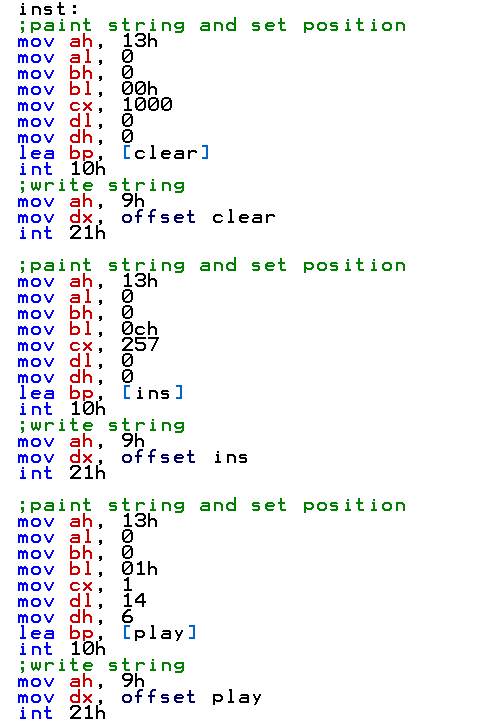 inst:
;paint string and set position
mov ah, 13h
mov al, 0
mov bh, 0
mov bl, 00h
mov cx, 1000
mov dl, 0
mov dh, 0
lea bp, [clear]
int 10h
;write string
mov ah, 9h
mov dx, offset clear
int 21h
;paint string and set position
mov ah, 13h
mov al, 0
mov bh, 0
mov bl, 0ch
mov cx, 257
mov dl, 0
mov dh, 0
lea bp, [ins]
int 10h
;write string
mov ah, 9h
mov dx, offset ins
int 21h
;paint string and set position
mov ah, 13h
mov al, 0
mov bh, 0
mov bl, 01h
mov cx, 1
mov dl, 14
mov dh, 6
lea bp, [play]
int 10h
;write string
mov ah, 9h
mov dx, offset play
int 21h